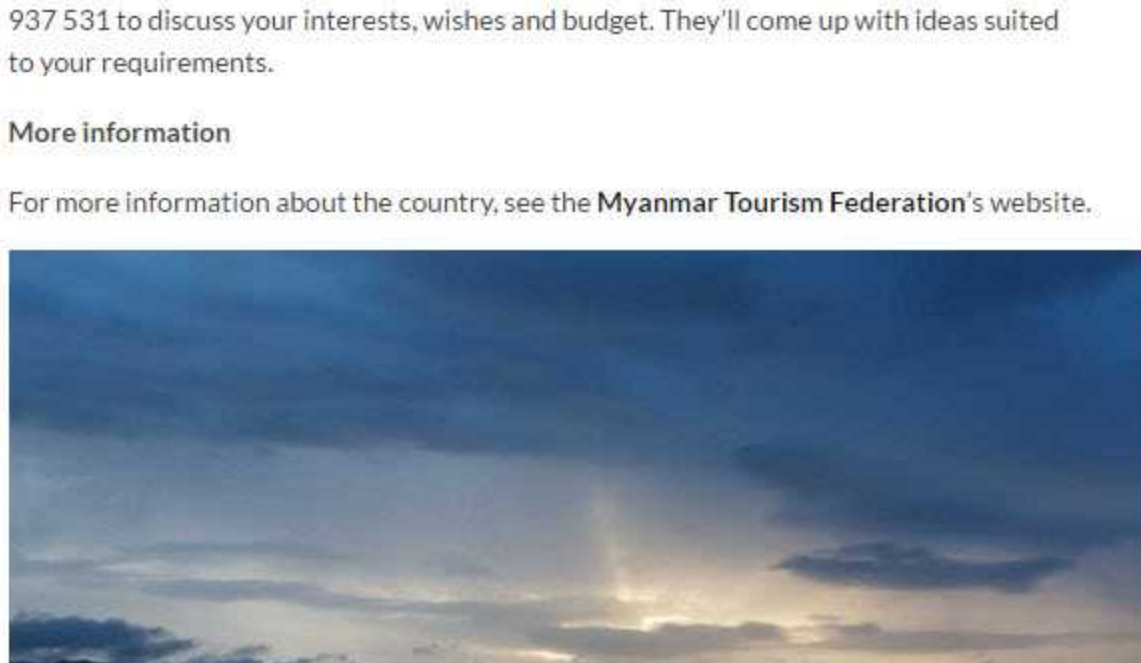 937 531 to discuss your interests, wishes and budget. They'll come up with ideas suited
to your requirements.
More information
For more information about the country, see the Myanmar Tourism Federation's website.